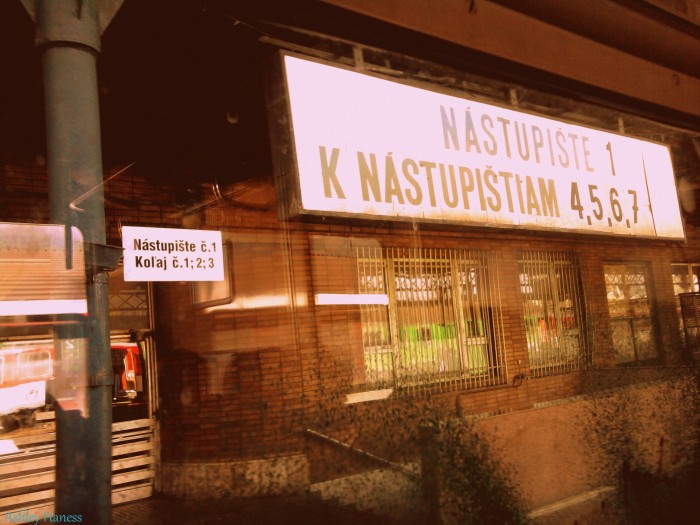 NÁSTUPIŠTE 1
K NÁSTUPIŠTIAM 4,5,6,7
Nástupište č.1
Koľaj č.1; 2; 3